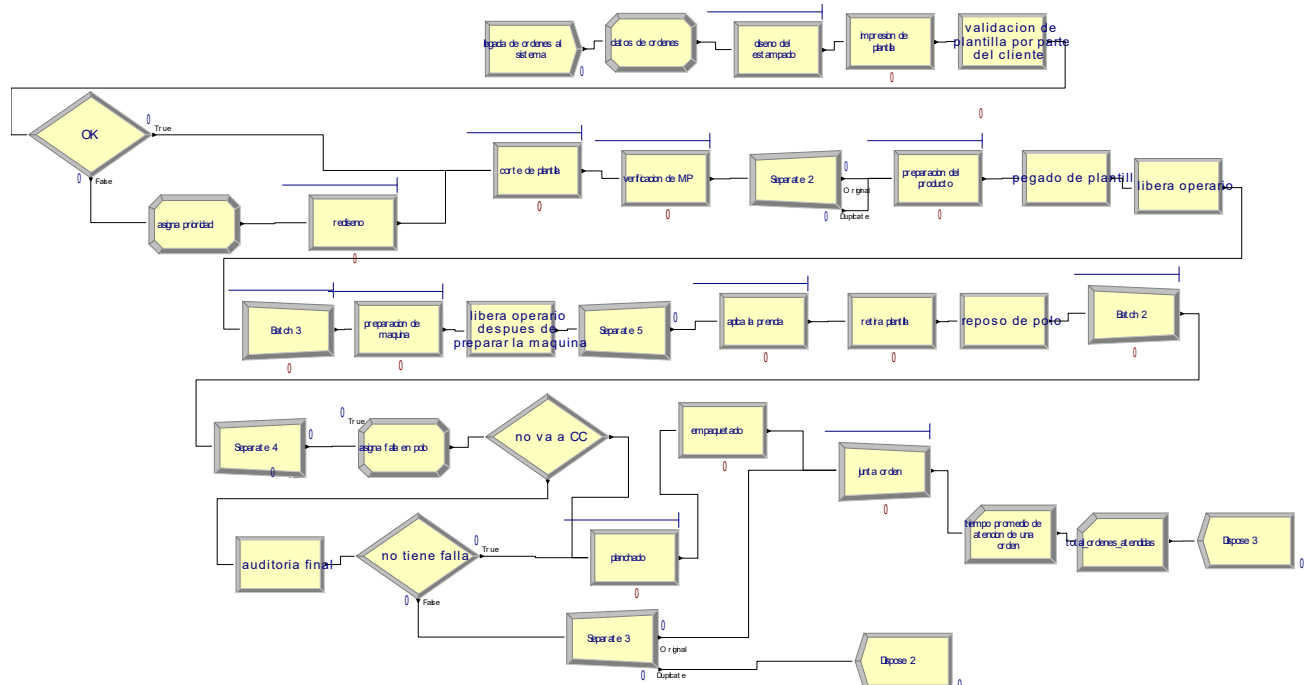 llegada de ordenes al
sistema
0
datos de ordenes
diseno del
estampado
impresion de
plantilla
0
validacion de
plantilla por parte
del cliente
0
OK
0
True
0
False
asigna prioridad
rediseno
0
corte de plantilla
0
verificacion de MP
0
Separate 2
0
Original
0
Duplicate
preparacion del
producto
0
pegado de plantill
libera operario
Batch 3
0
preparacion de
maquina
0
libera operario
despues de
preparar la maquina
Separate 5
aplica la prenda
0
retira plantilla
0
reposo de polo
Batch 2
0
Separate 4
0
0
0
True
asigna falla en polo
no va a CC
empaquetado
0
junta orden
0
auditoria final
no tiene falla
0
True
0
False
planchado
0
tiempo promedio de
atencion de una
orden
total_ordenes_atendidas
Dispose 3
0
Separate 3
0
Original
0
Duplicate
Dispose 2
0